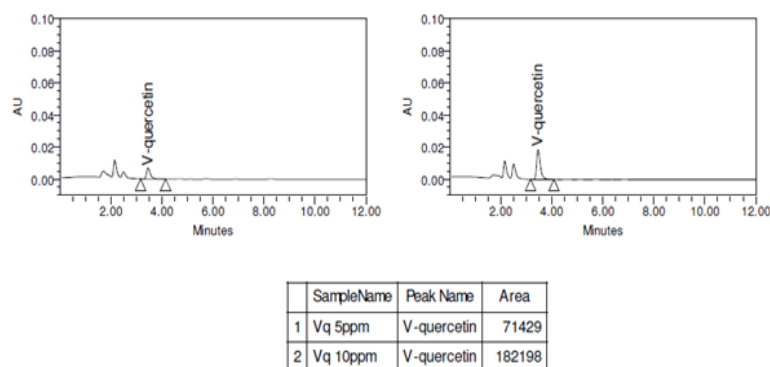 0.10
0.08
0.06
0.04
0.02
0.00
AU
V-quercetin
2.00 4.00 6.00 8.00 10.00 12.00
Minutes
0.10
0.08
0.06
0.04
0.02
0.00
AU
V-quercetin
2.00 4.00 6.00 8.00 10.00 12.00
Minutes
SampleName Peak Name Area
1 Vq 5ppm V-quercetin 71429
2 Vq 10ppm V-quercetin 182198